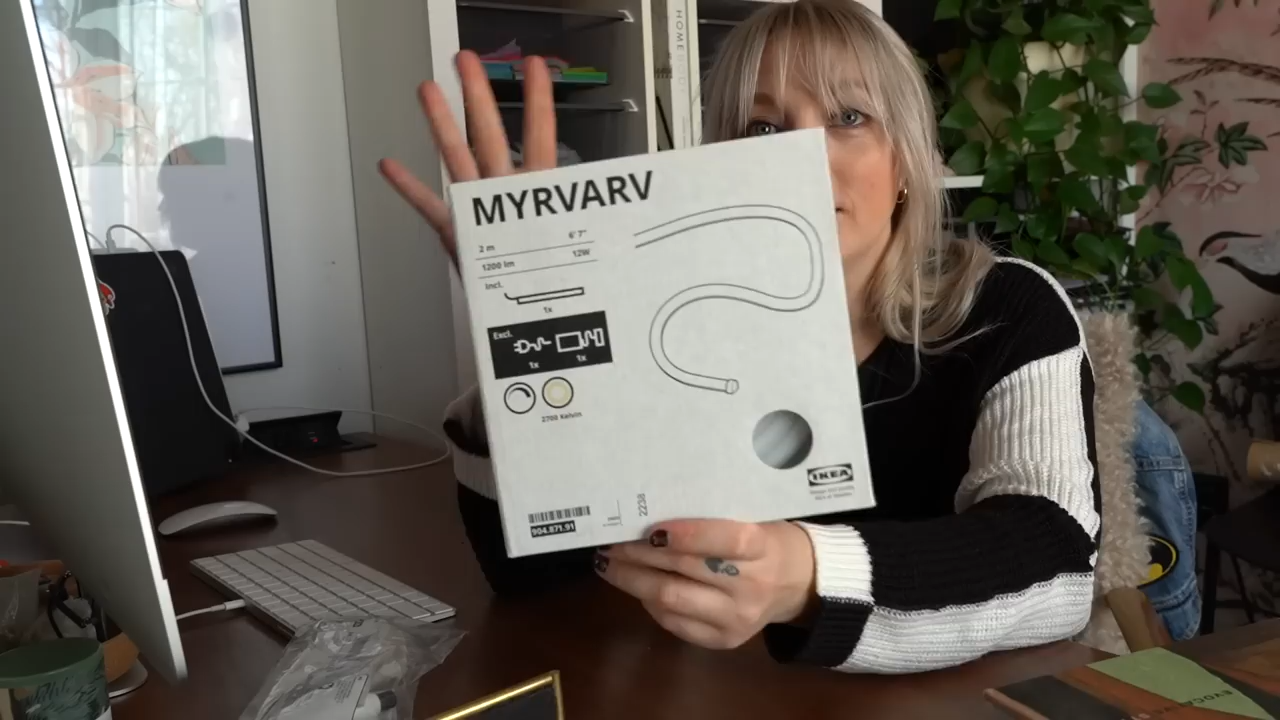 HOME
MYRVARV
2 m 6' 7"
1200 lm 12W
Incl.
1x
Excl.
1x 1x
2700 Kelvin
IKEA
2238
904.871.91